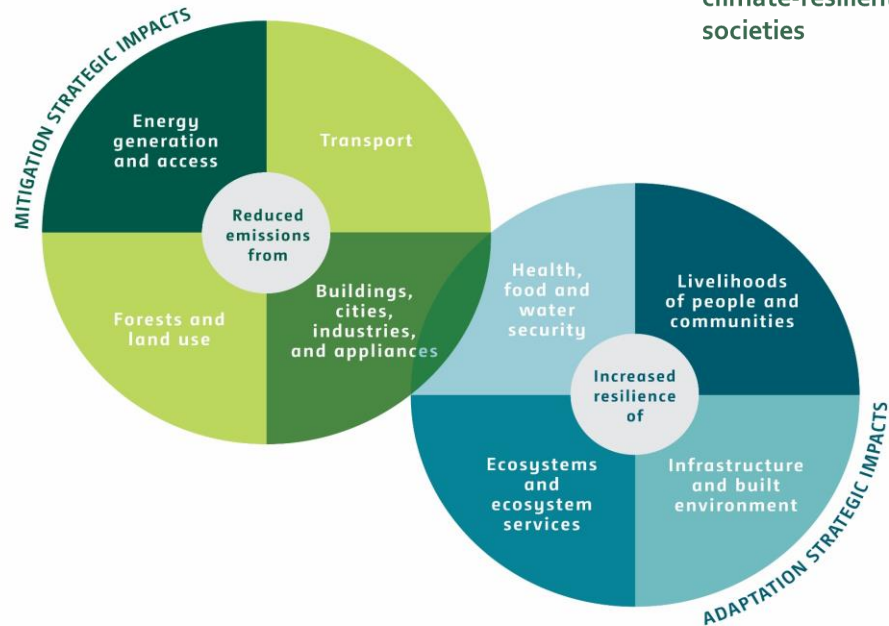 climate-resilient
societies
MITIGATION STRATEGIC IMPACTS
Energy
generation
and access
Transport
Reduced
emissions
from
Forests and
land use
Buildings,
cities,
industries,
and appliances
Health,
food and
water
security
Livelihoods
of people and
communities
Increased
resilience
of
Ecosystems
and
ecosystem
services
Infrastructure
and built
environment
ADAPTATION STRATEGIC IMPACTS